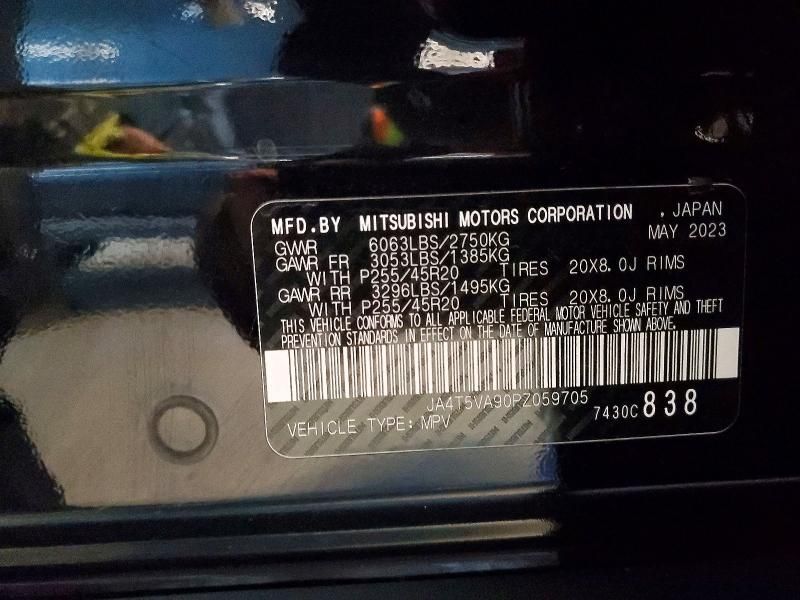 MFD.BY MITSUBISHI MOTORS CORPORATION . JAPAN
MAY 2023
GWR 6063LBS/2750KG
GAWR FR 3053LBS/1385KG
WITH P255/45R20 TIRES 20X8.0J RIMS
GAWR RR 3296LBS/1495KG
WITH P255/45R20 TIRES 20X8.0J RIMS
THIS VEHICLE CONFORMS TO ALL APPLICABLE FEDERAL MOTOR VEHICLE SAFETY AND THEFT
PREVENTION STANDARDS IN EFFECT ON THE DATE OF MANUFACTURE SHOWN ABOVE.
JA4T5VA90PZ059705
VEHICLE TYPE: MPV 7430C 838